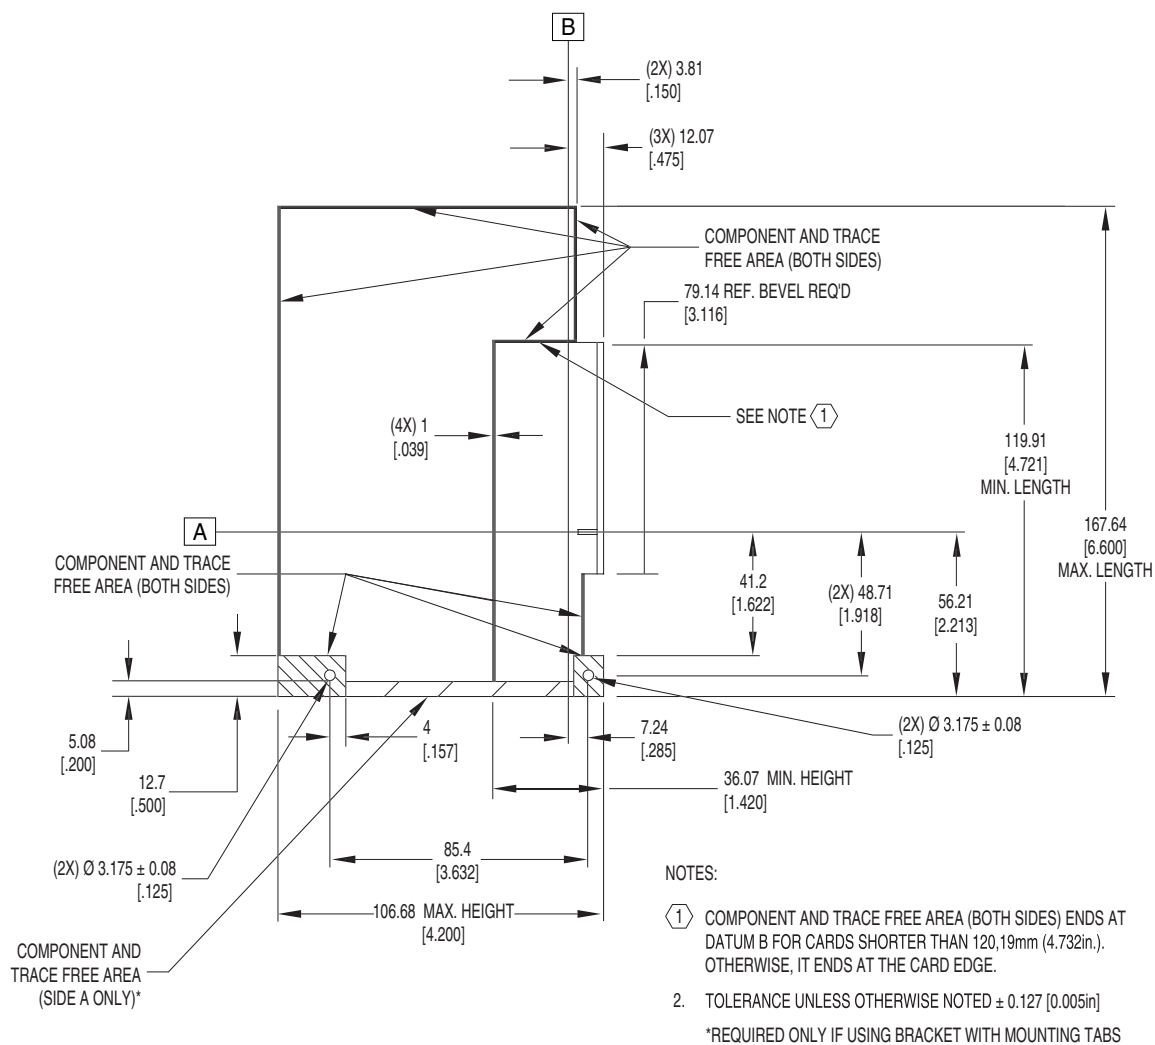 B
(2X) 3.81
[.150]
(3X) 12.07
[.475]
COMPONENT AND TRACE
FREE AREA (BOTH SIDES)
79.14 REF. BEVEL REQ'D
[3.116]
SEE NOTE 1
(4X) 1
[.039]
119.91
[4.721]
MIN. LENGTH
167.64
[6.600]
MAX. LENGTH
A
COMPONENT AND TRACE
FREE AREA (BOTH SIDES)
41.2
[1.622]
(2X) 48.71
[1.918]
56.21
[2.213]
5.08
[.200]
12.7
[.500]
4
[.157]
7.24
[.285]
(2X) Ø 3.175 ± 0.08
[.125]
36.07 MIN. HEIGHT
[1.420]
(2X) Ø 3.175 ± 0.08
[.125]
85.4
[3.632]
106.68 MAX. HEIGHT
[4.200]
COMPONENT AND
TRACE FREE AREA
(SIDE A ONLY)*
NOTES:
1 COMPONENT AND TRACE FREE AREA (BOTH SIDES) ENDS AT
DATUM B FOR CARDS SHORTER THAN 120,19mm (4.732in.).
OTHERWISE, IT ENDS AT THE CARD EDGE.
2. TOLERANCE UNLESS OTHERWISE NOTED ± 0.127 [0.005in]
*REQUIRED ONLY IF USING BRACKET WITH MOUNTING TABS